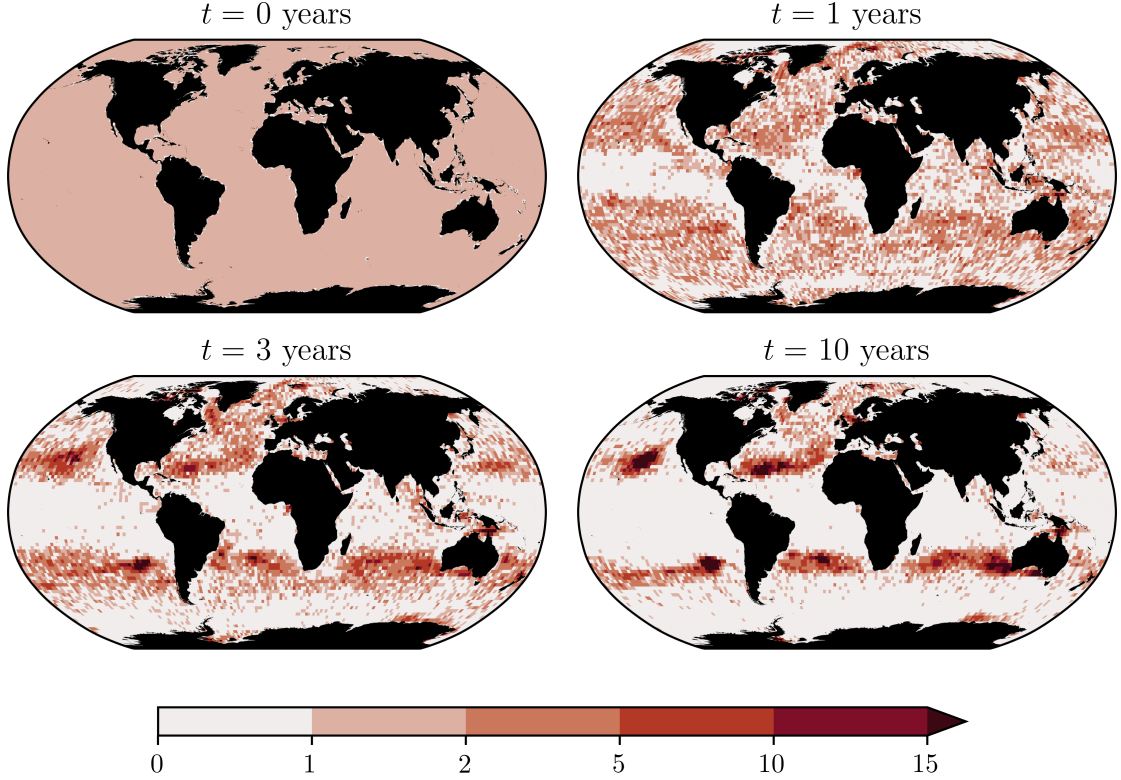 t = 0 years
t = 1 years
t = 3 years
t = 10 years
0 1 2 5 10 15